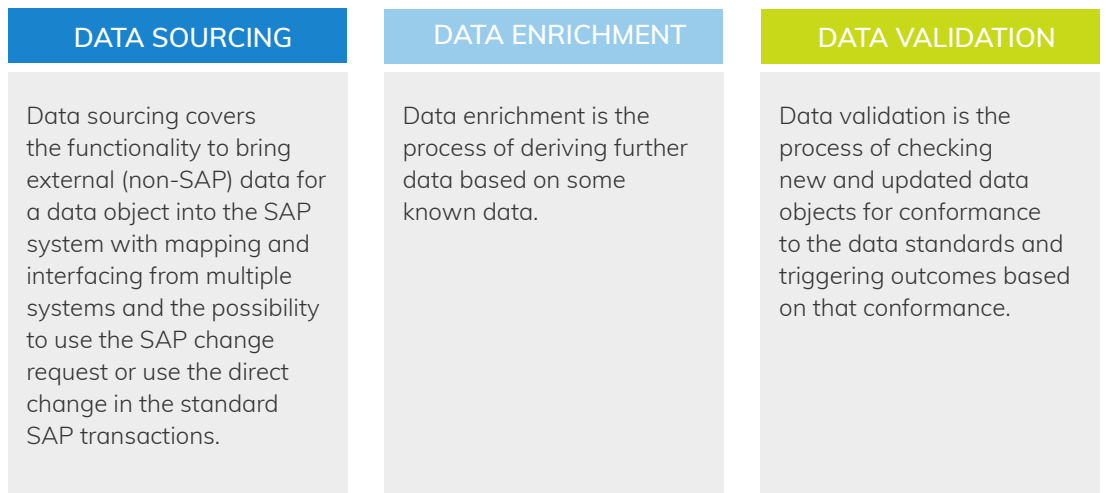 DATA SOURCING
Data sourcing covers
the functionality to bring
external (non-SAP) data for
a data object into the SAP
system with mapping and
interfacing from multiple
systems and the possibility
to use the SAP change
request or use the direct
change in the standard
SAP transactions.
DATA ENRICHMENT
Data enrichment is the
process of deriving further
data based on some
known data.
DATA VALIDATION
Data validation is the
process of checking
new and updated data
objects for conformance
to the data standards and
triggering outcomes based
on that conformance.